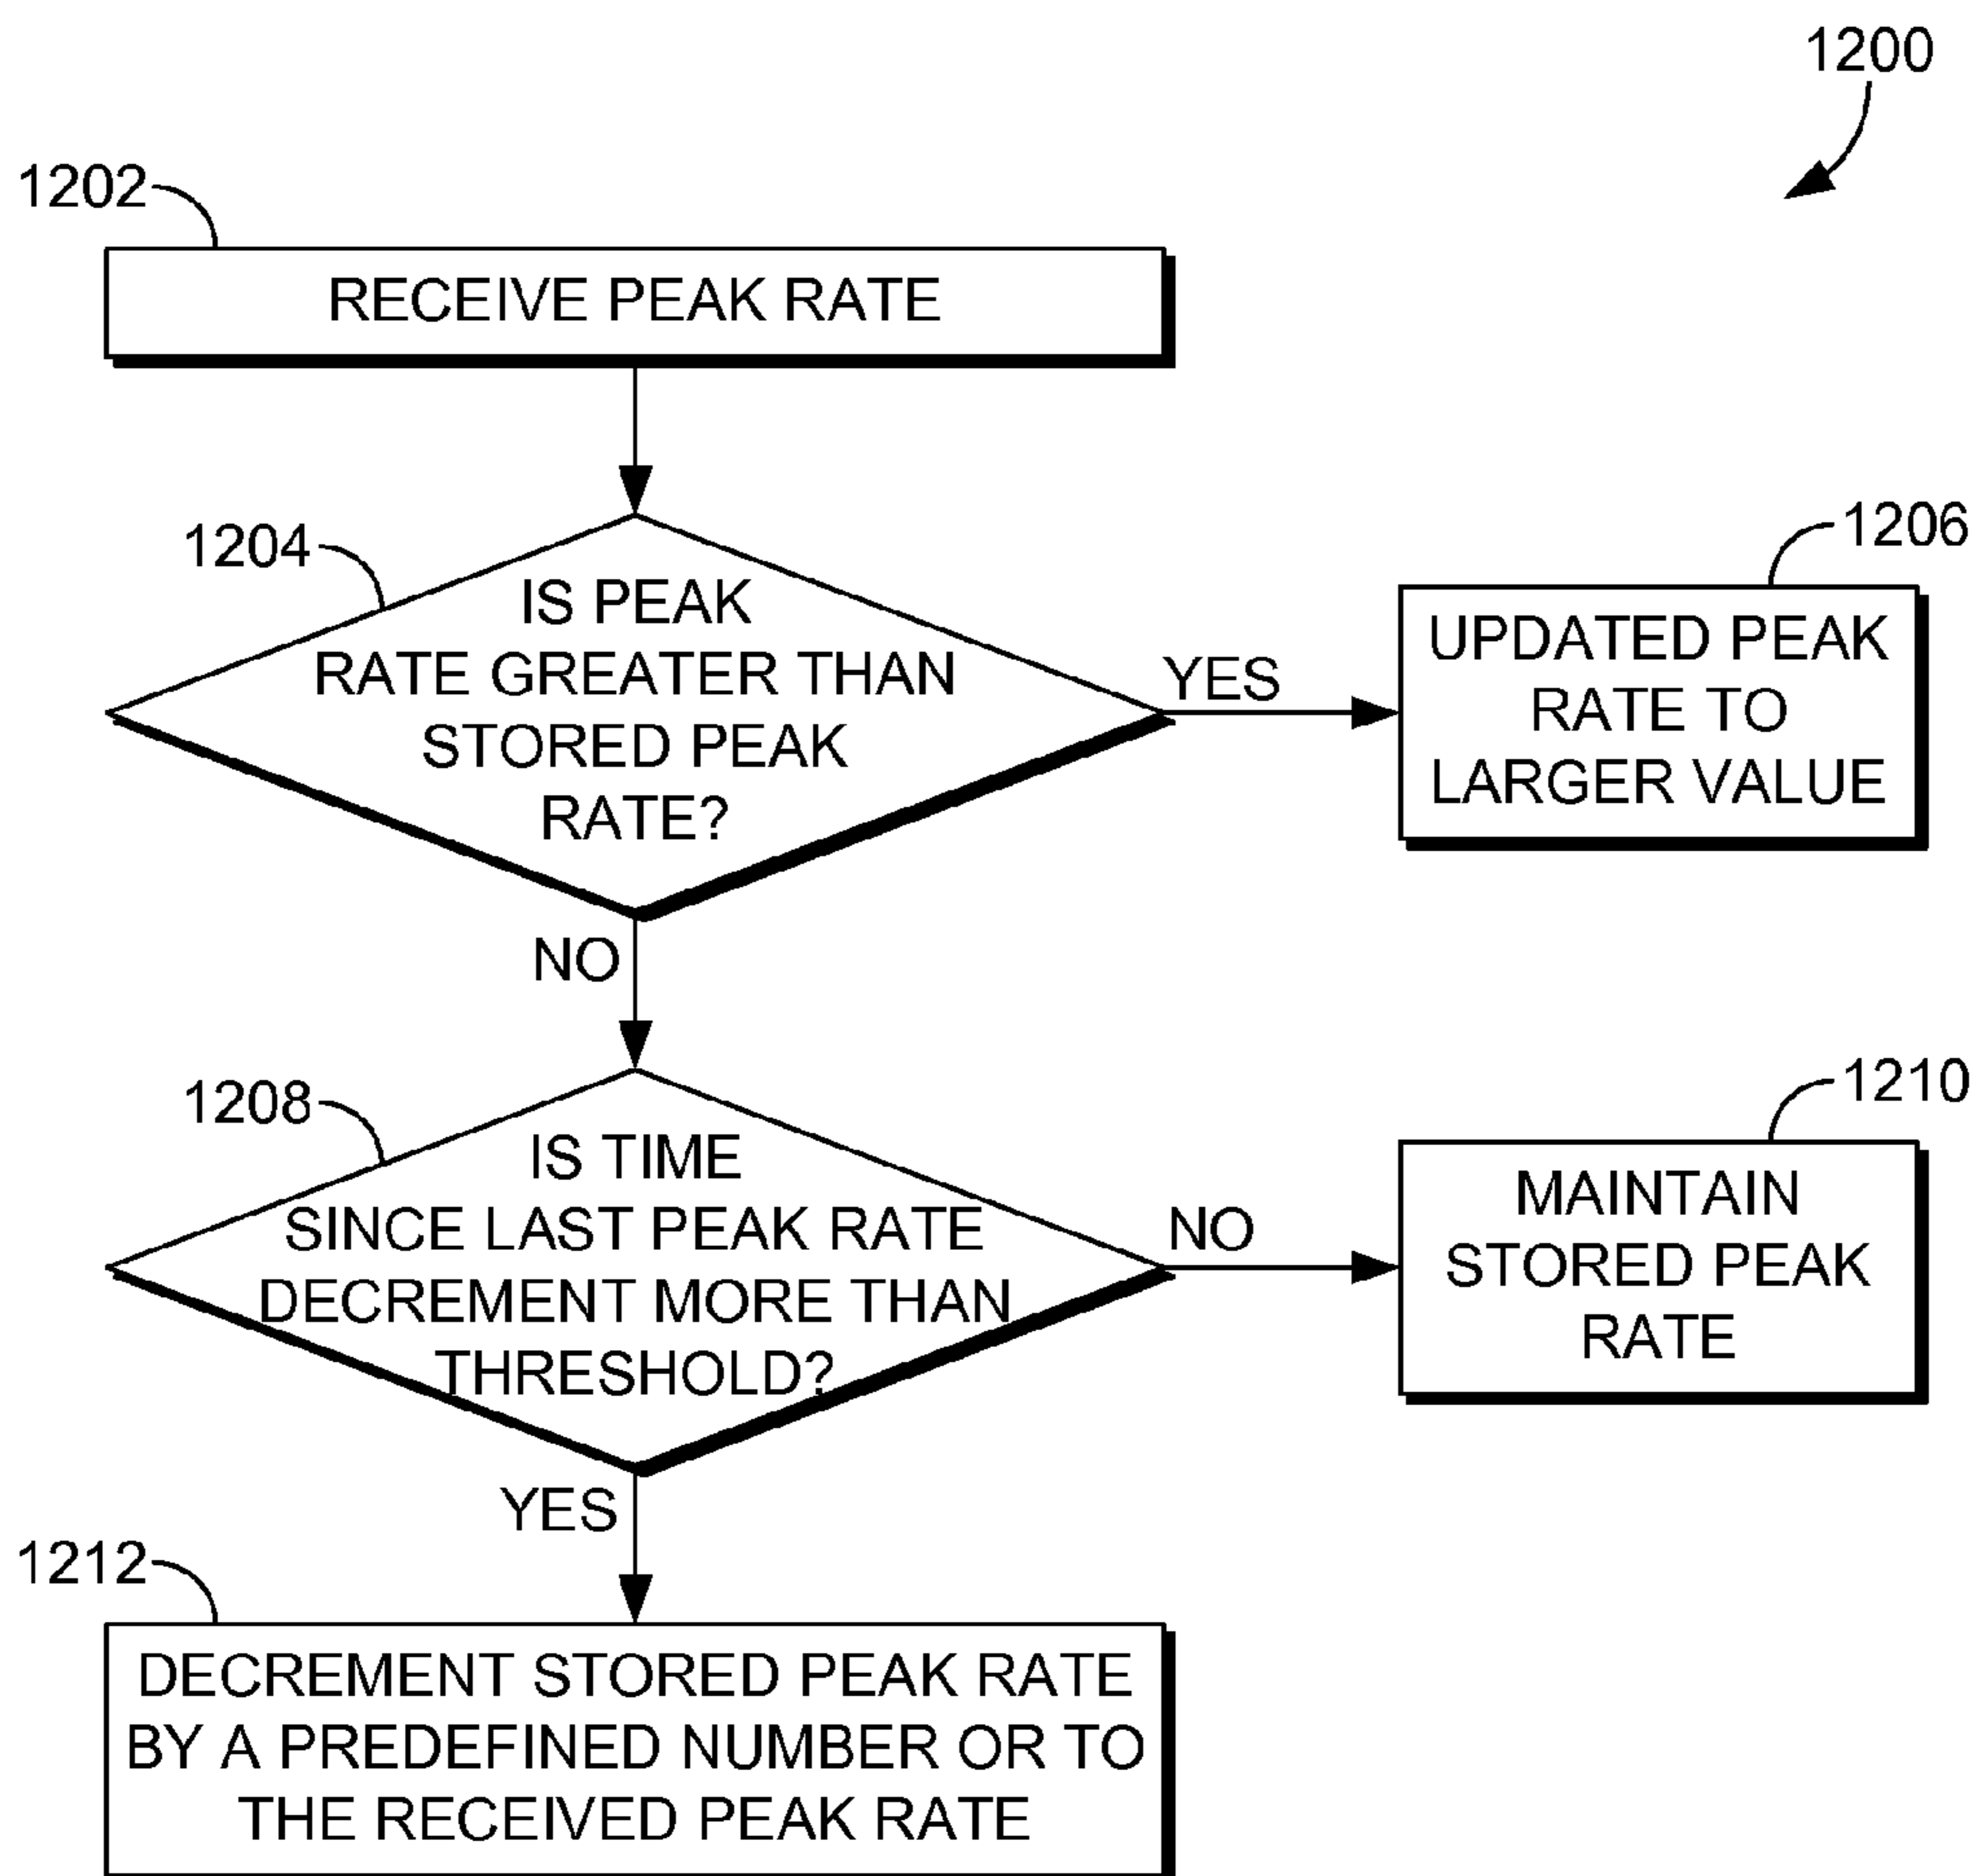 1200
1202
RECEIVE PEAK RATE
1204
IS PEAK
RATE GREATER THAN
STORED PEAK
RATE?
YES
1206
UPDATED PEAK
RATE TO
LARGER VALUE
NO
1208
IS TIME
SINCE LAST PEAK RATE
DECREMENT MORE THAN
THRESHOLD?
NO
1210
MAINTAIN
STORED PEAK
RATE
YES
1212
DECREMENT STORED PEAK RATE
BY A PREDEFINED NUMBER OR TO
THE RECEIVED PEAK RATE